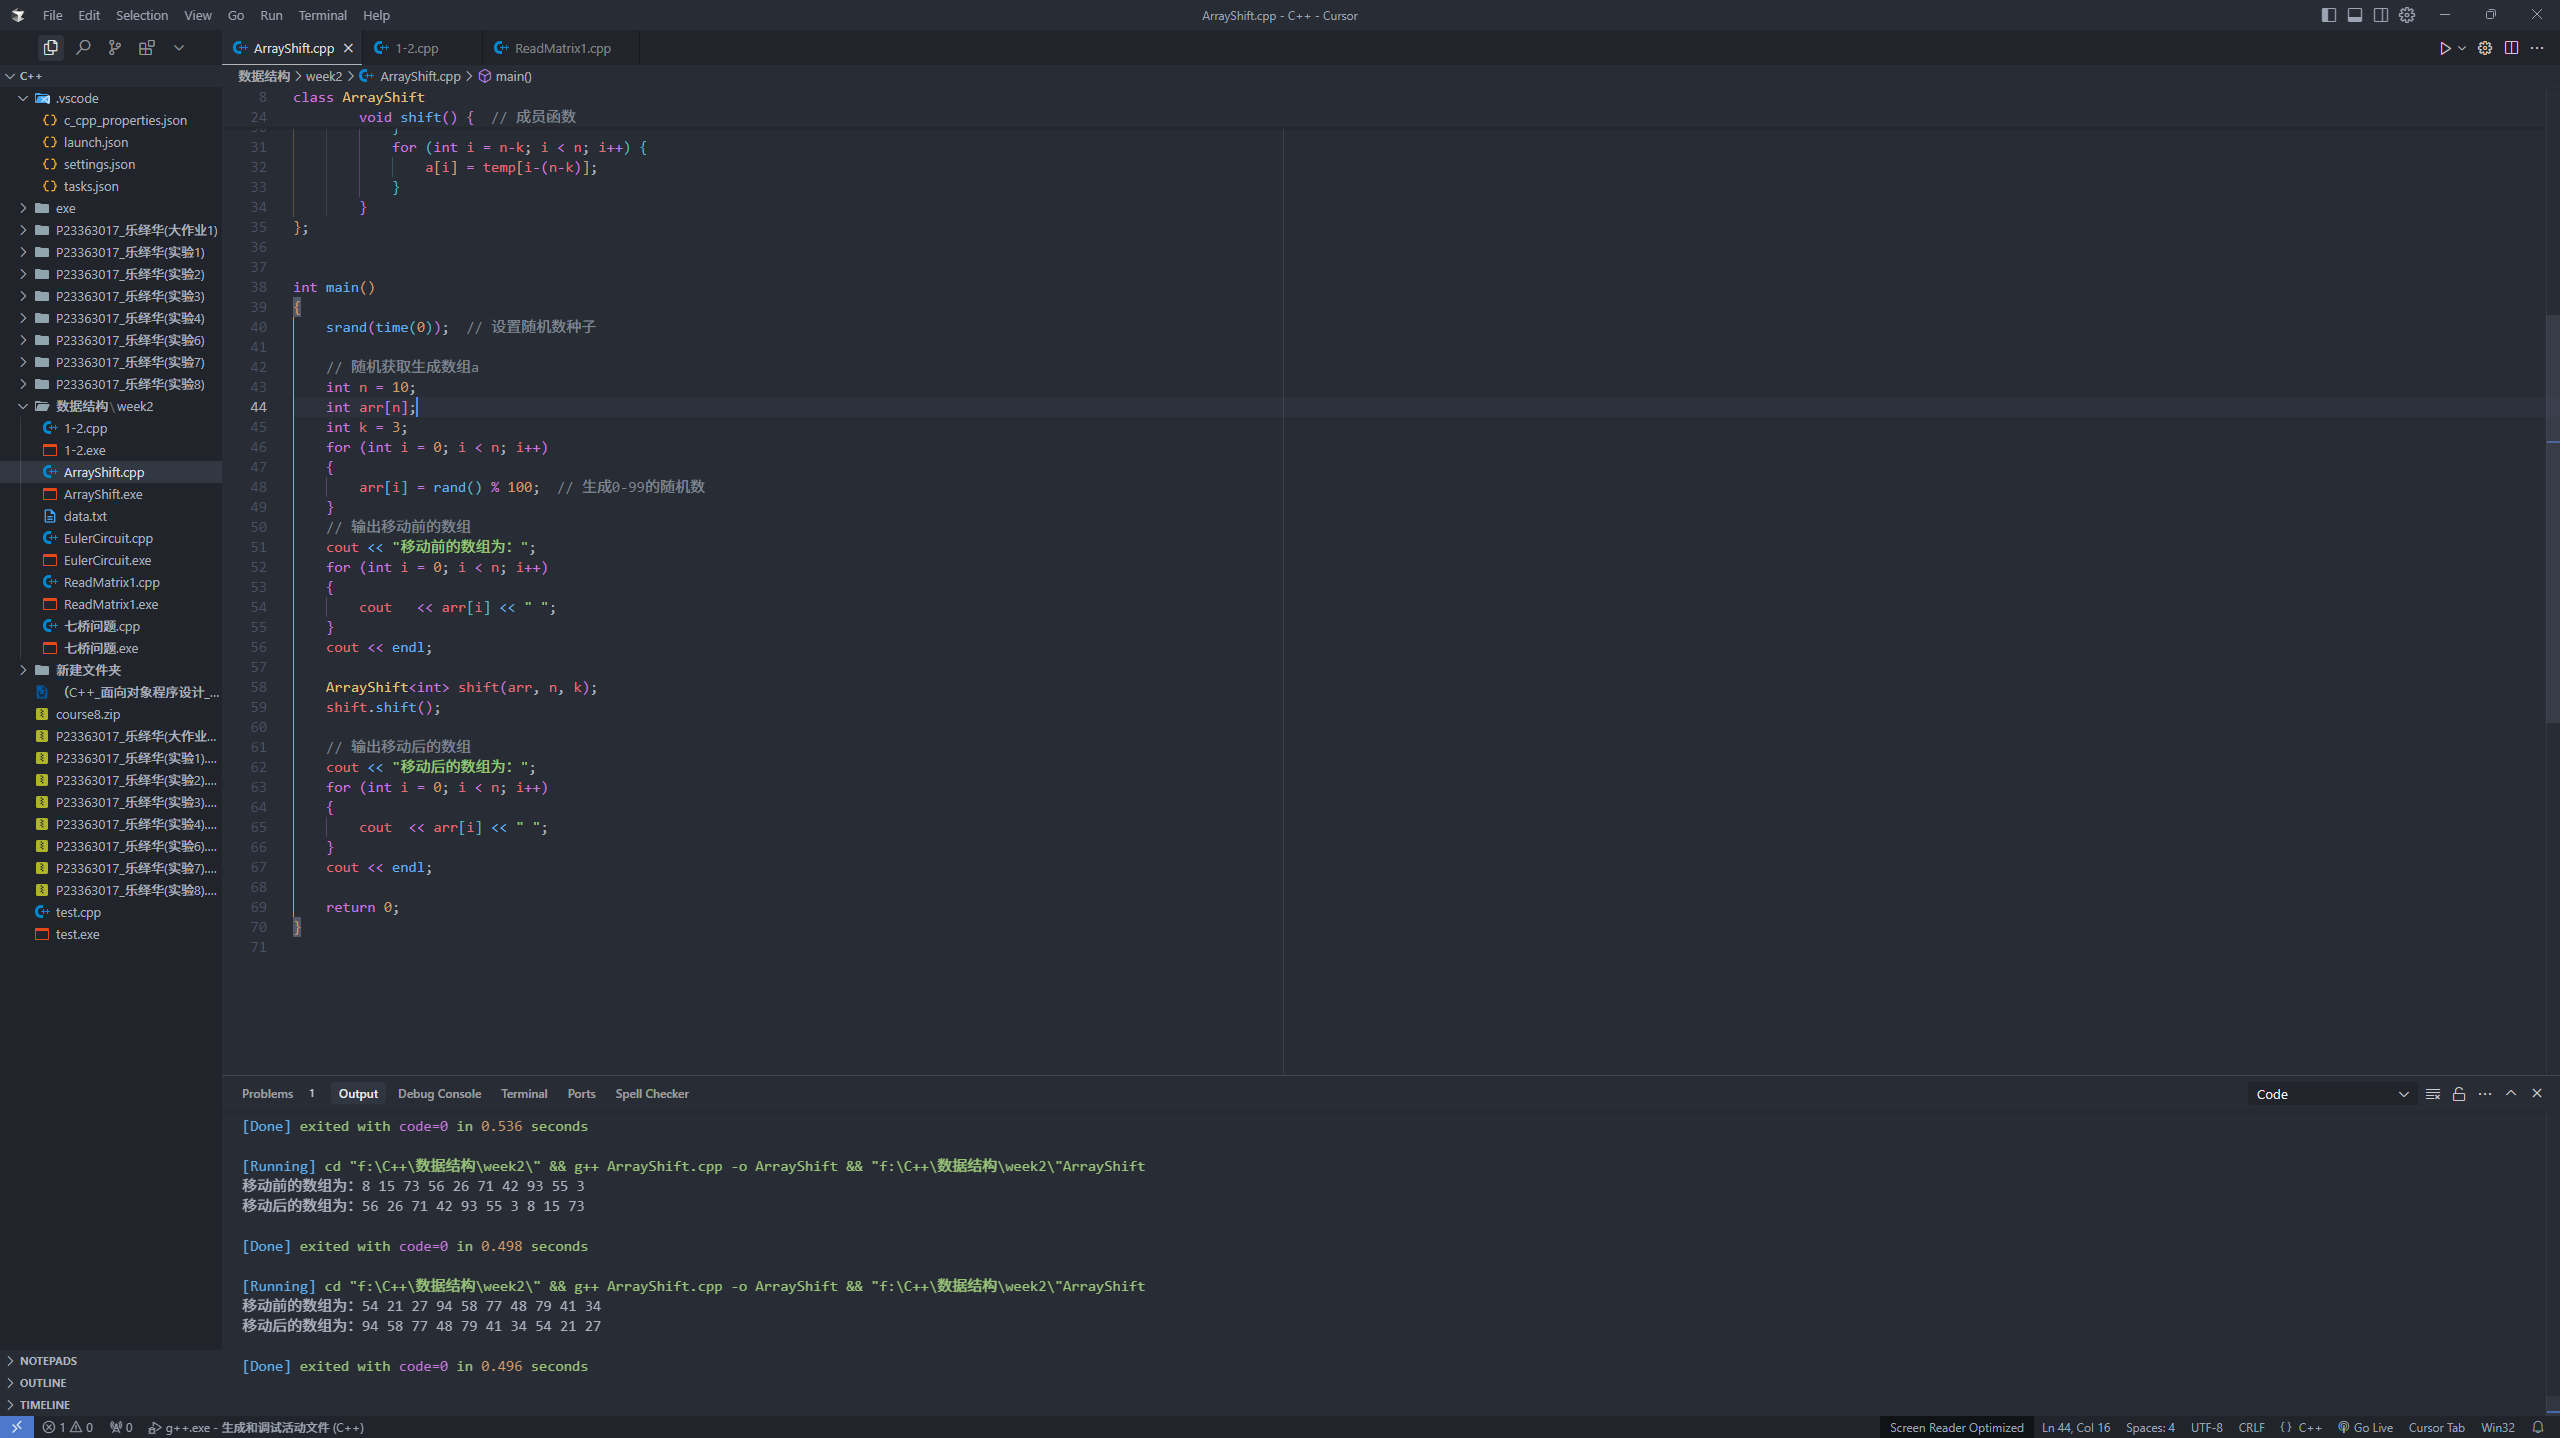 File Edit Selection View Go Run Terminal Help
ArrayShift.cpp - C++ - Cursor
ArrayShift.cpp
1-2.cpp
ReadMatrix1.cpp
C++
.vscode
c_cpp_properties.json
launch.json
settings.json
tasks.json
exe
P23363017_乐绎华(大作业1)
P23363017_乐绎华(实验1)
P23363017_乐绎华(实验2)
P23363017_乐绎华(实验3)
P23363017_乐绎华(实验4)
P23363017_乐绎华(实验6)
P23363017_乐绎华(实验7)
P23363017_乐绎华(实验8)
数据结构\week2
1-2.cpp
1-2.exe
ArrayShift.cpp
ArrayShift.exe
data.txt
EulerCircuit.cpp
EulerCircuit.exe
ReadMatrix1.cpp
ReadMatrix1.exe
七桥问题.cpp
七桥问题.exe
新建文件夹
(C++_面向对象程序设计_...
course8.zip
P23363017_乐绎华(大作业...
P23363017_乐绎华(实验1)....
P23363017_乐绎华(实验2)....
P23363017_乐绎华(实验3)....
P23363017_乐绎华(实验4)....
P23363017_乐绎华(实验6)....
P23363017_乐绎华(实验7)....
P23363017_乐绎华(实验8)....
test.cpp
test.exe
NOTEPADS
OUTLINE
TIMELINE
数据结构 > week2 > ArrayShift.cpp > main()
8 class ArrayShift
24 void shift() { // 成员函数
31 for (int i = n-k; i < n; i++) {
32 a[i] = temp[i-(n-k)];
33 }
34 }
35 };
36
37
38 int main()
39 {
40 srand(time(0)); // 设置随机数种子
41
42 // 随机获取生成数组a
43 int n = 10;
44 int arr[n];
45 int k = 3;
46 for (int i = 0; i < n; i++)
47 {
48 arr[i] = rand() % 100; // 生成0-99的随机数
49 }
50 // 输出移动前的数组
51 cout << "移动前的数组为: ";
52 for (int i = 0; i < n; i++)
53 {
54 cout   << arr[i] << " ";
55 }
56 cout << endl;
57
58 ArrayShift<int> shift(arr, n, k);
59 shift.shift();
60
61 // 输出移动后的数组
62 cout << "移动后的数组为: ";
63 for (int i = 0; i < n; i++)
64 {
65 cout  << arr[i] << " ";
66 }
67 cout << endl;
68
69 return 0;
70 }
71
Problems 1 Output Debug Console Terminal Ports Spell Checker
Code
[Done] exited with code=0 in 0.536 seconds
[Running] cd "f:\C++\数据结构\week2\" && g++ ArrayShift.cpp -o ArrayShift && "f:\C++\数据结构\week2\"ArrayShift
移动前的数组为: 8 15 73 56 26 71 42 93 55 3
移动后的数组为: 56 26 71 42 93 55 3 8 15 73
[Done] exited with code=0 in 0.498 seconds
[Running] cd "f:\C++\数据结构\week2\" && g++ ArrayShift.cpp -o ArrayShift && "f:\C++\数据结构\week2\"ArrayShift
移动前的数组为: 54 21 27 94 58 77 48 79 41 34
移动后的数组为: 94 58 77 48 79 41 34 54 21 27
[Done] exited with code=0 in 0.496 seconds
1 0 0 g++.exe - 生成和调试活动文件 (C++)
Screen Reader Optimized Ln 44, Col 16 Spaces: 4 UTF-8 CRLF {} C++ Go Live Cursor Tab Win32